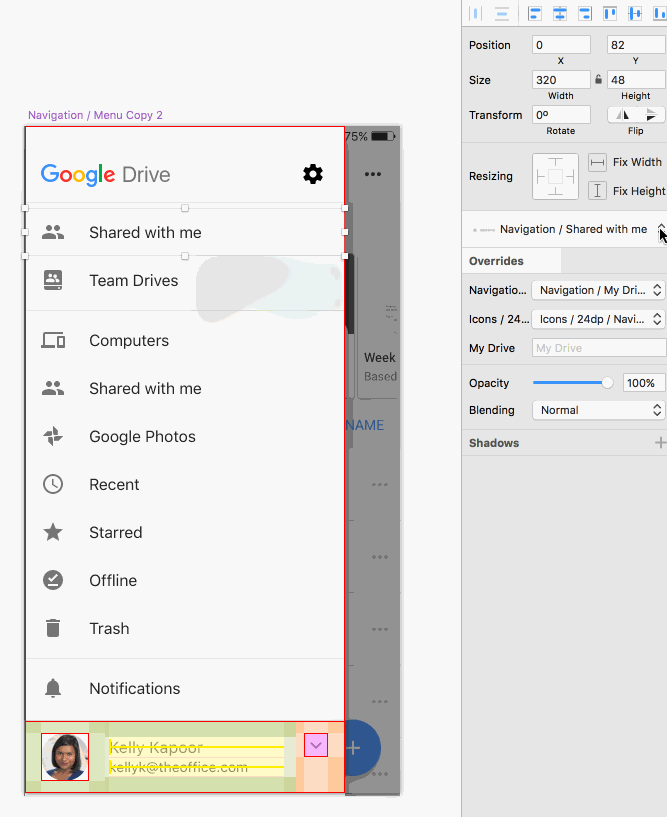 Position
0
82
X
Y
Size
320
48
Width
Height
Transform
0º
Rotate
Flip
Resizing
Fix Width
Fix Height
Navigation / Shared with me
Overrides
Navigatio...
Navigation / My Dri...
Icons / 24...
Icons / 24dp / Navi...
My Drive
My Drive
Opacity
100%
Blending
Normal
Shadows
Navigation / Menu Copy 2
75%
Google Drive
Shared with me
Team Drives
Computers
Shared with me
Google Photos
Recent
Starred
Offline
Trash
Notifications
Kelly Kapoor
kellyk@theoffice.com
Week
Based
NAME